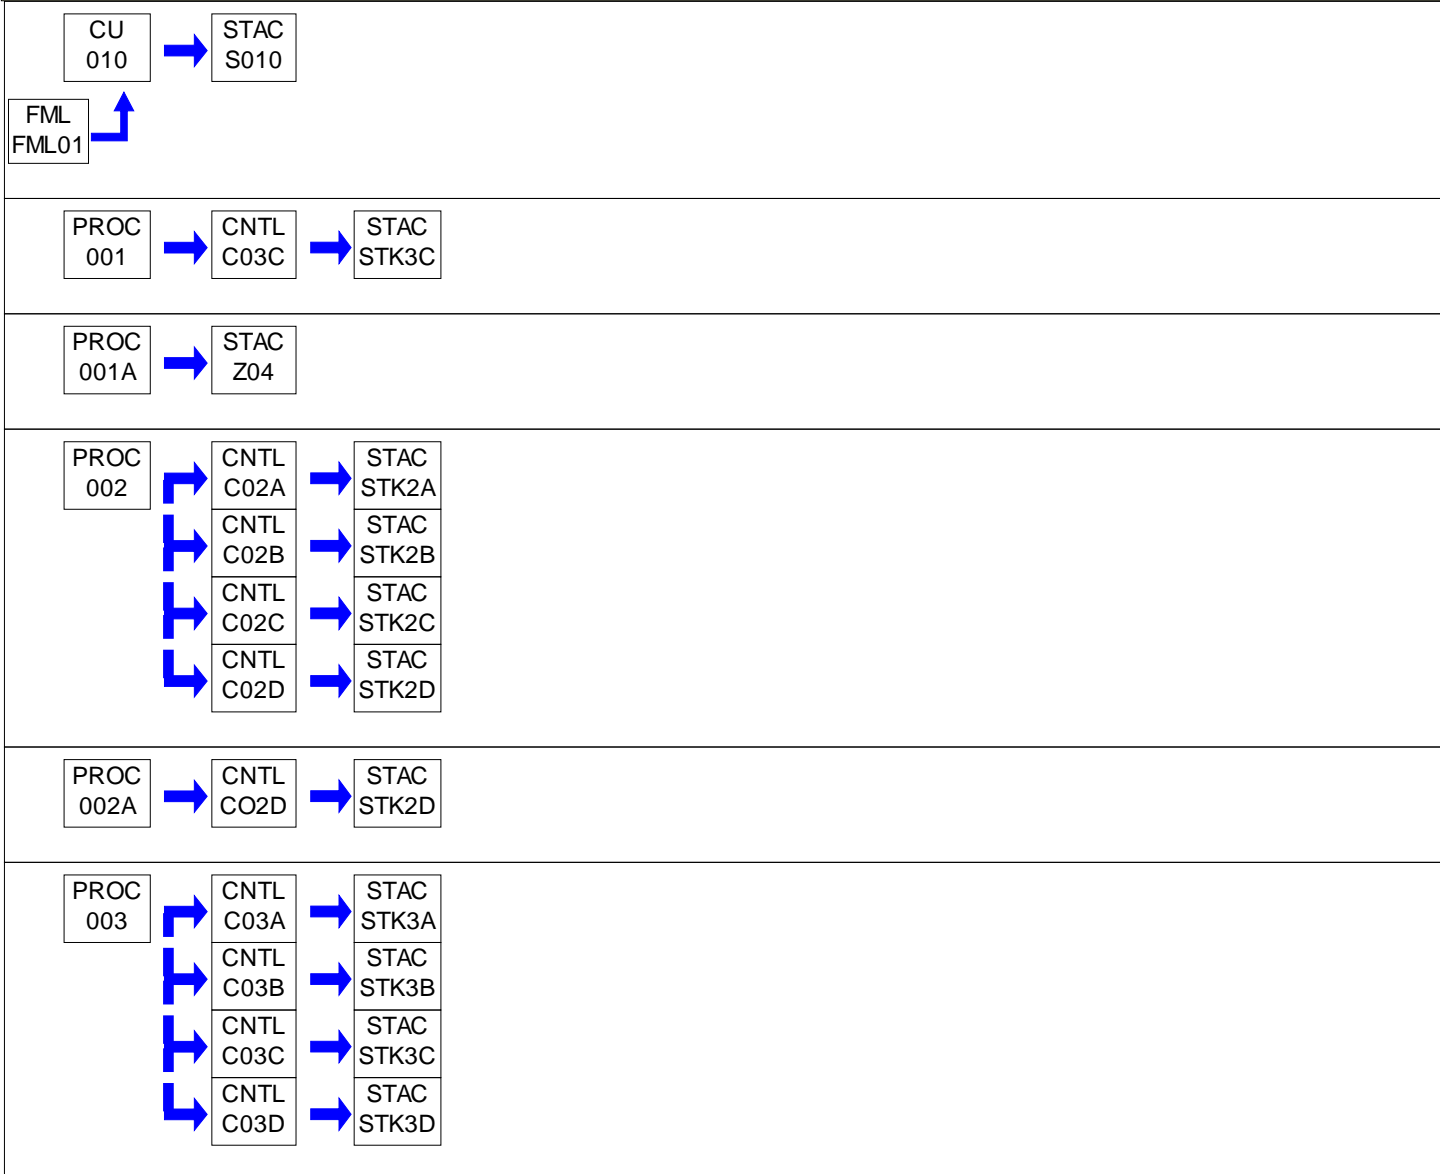 CU
010
STAC
S010
FML
FML01
PROC
001
CNTL
C03C
STAC
STK3C
PROC
001A
STAC
Z04
PROC
002
CNTL
C02A
STAC
STK2A
CNTL
C02B
STAC
STK2B
CNTL
C02C
STAC
STK2C
CNTL
C02D
STAC
STK2D
PROC
002A
CNTL
CO2D
STAC
STK2D
PROC
003
CNTL
C03A
STAC
STK3A
CNTL
C03B
STAC
STK3B
CNTL
C03C
STAC
STK3C
CNTL
C03D
STAC
STK3D